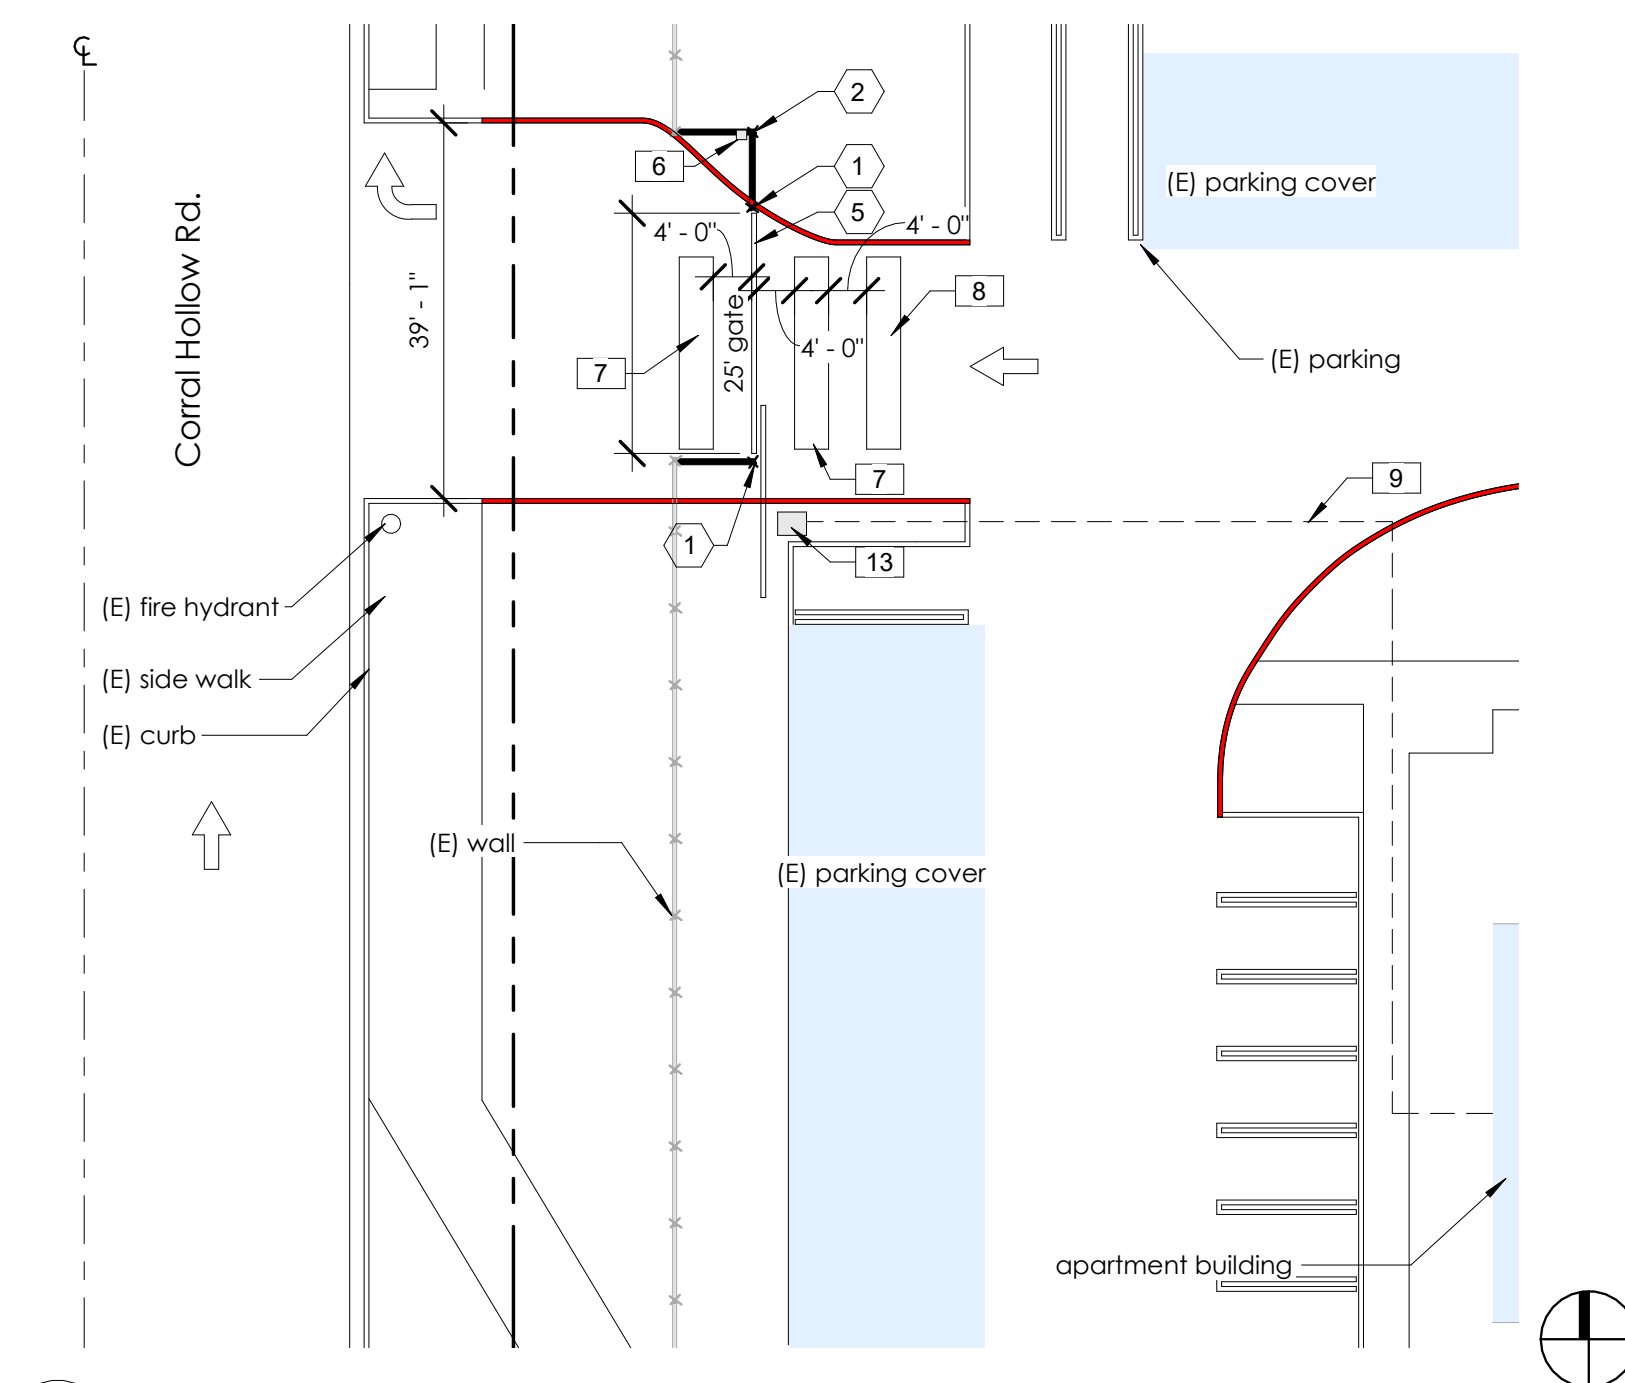 ℄
2
1
6
5
(E) parking cover
4' - 0"
4' - 0"
Corral Hollow Rd.
39' - 1"
25' gate
8
4' - 0"
(E) parking
7
7
9
1
13
(E) fire hydrant
(E) side walk
(E) curb
(E) wall
(E) parking cover
apartment building